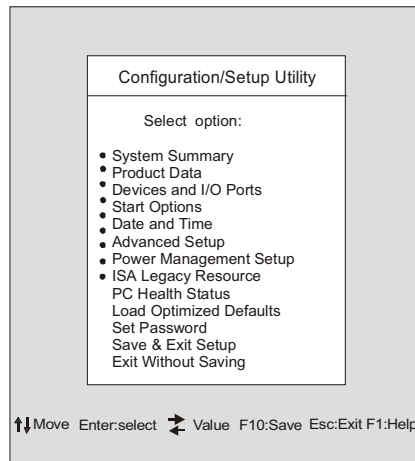 Configuration/Setup Utility
Select option:
• System Summary
• Product Data
• Devices and I/O Ports
• Start Options
• Date and Time
• Advanced Setup
• Power Management Setup
• ISA Legacy Resource
PC Health Status
Load Optimized Defaults
Set Password
Save & Exit Setup
Exit Without Saving
↑↓ Move Enter:select ⇄ Value F10:Save Esc:Exit F1:Help